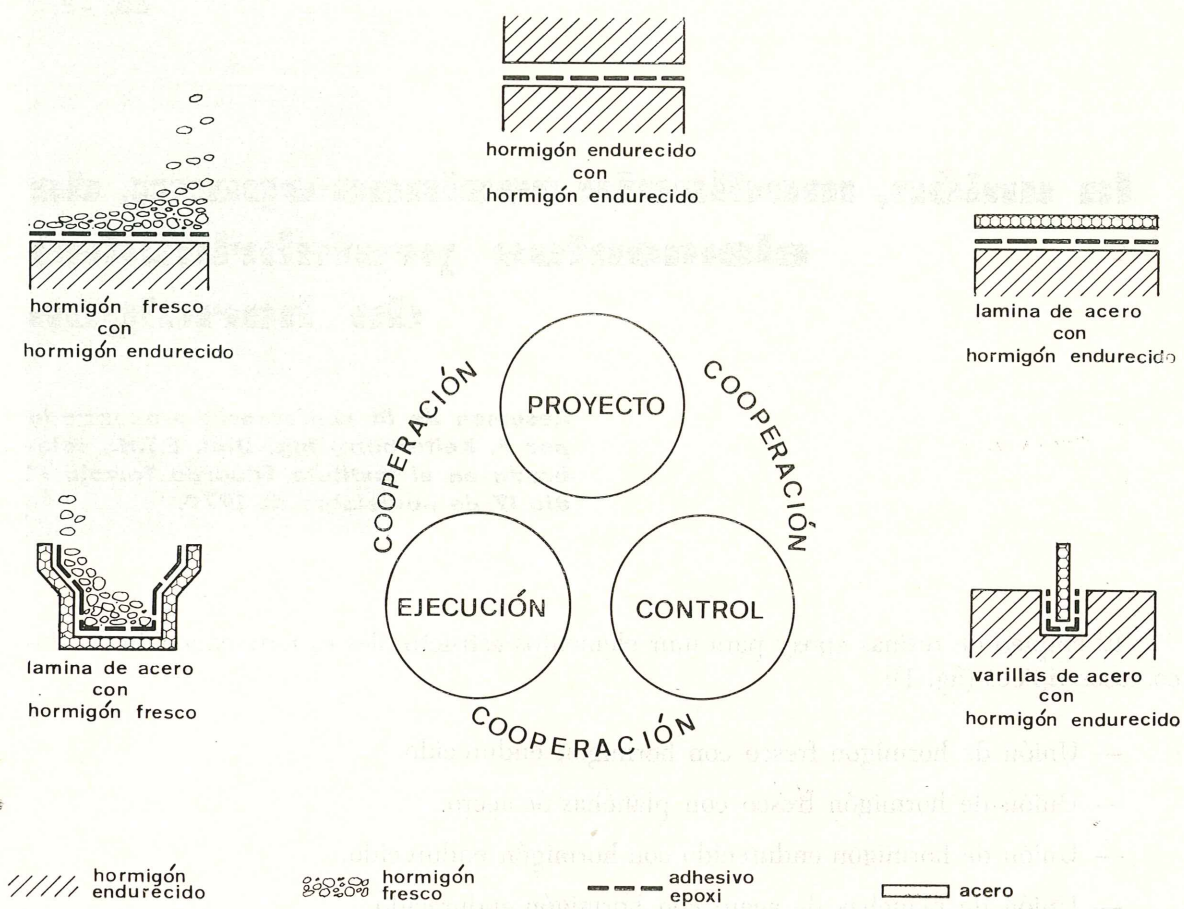 hormigón endurecido
con
hormigón endurecido
hormigón fresco
con
hormigón endurecido
lamina de acero
con
hormigón endurecido
COOPERACIÓN
PROYECTO
COOPERACIÓN
EJECUCIÓN
CONTROL
COOPERACIÓN
lamina de acero
con
hormigón fresco
varillas de acero
con
hormigón endurecido
hormigón
endurecido
hormigón
fresco
adhesivo
epoxi
acero